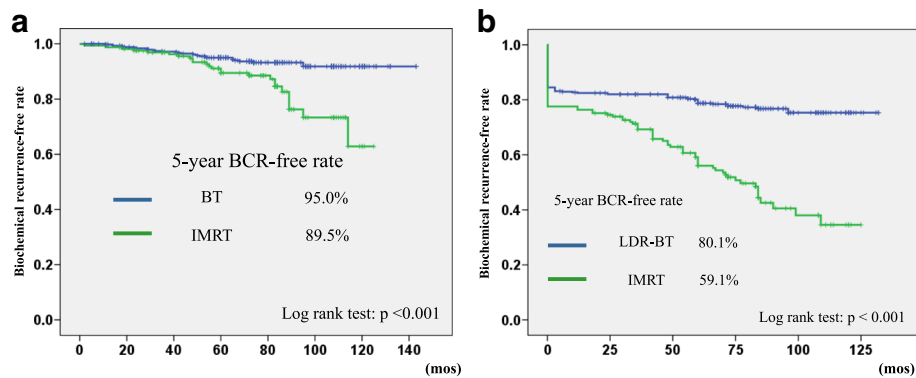 a
Biochemical recurrence-free rate
1.0
0.8
0.6
0.4
0.2
0.0
5-year BCR-free rate
BT 95.0%
IMRT 89.5%
Log rank test: p <0.001
0 20 40 60 80 100 120 140
(mos)
b
Biochemical recurrence-free rate
1.0
0.8
0.6
0.4
0.2
0.0
5-year BCR-free rate
LDR-BT 80.1%
IMRT 59.1%
Log rank test: p < 0.001
0 25 50 75 100 125
(mos)